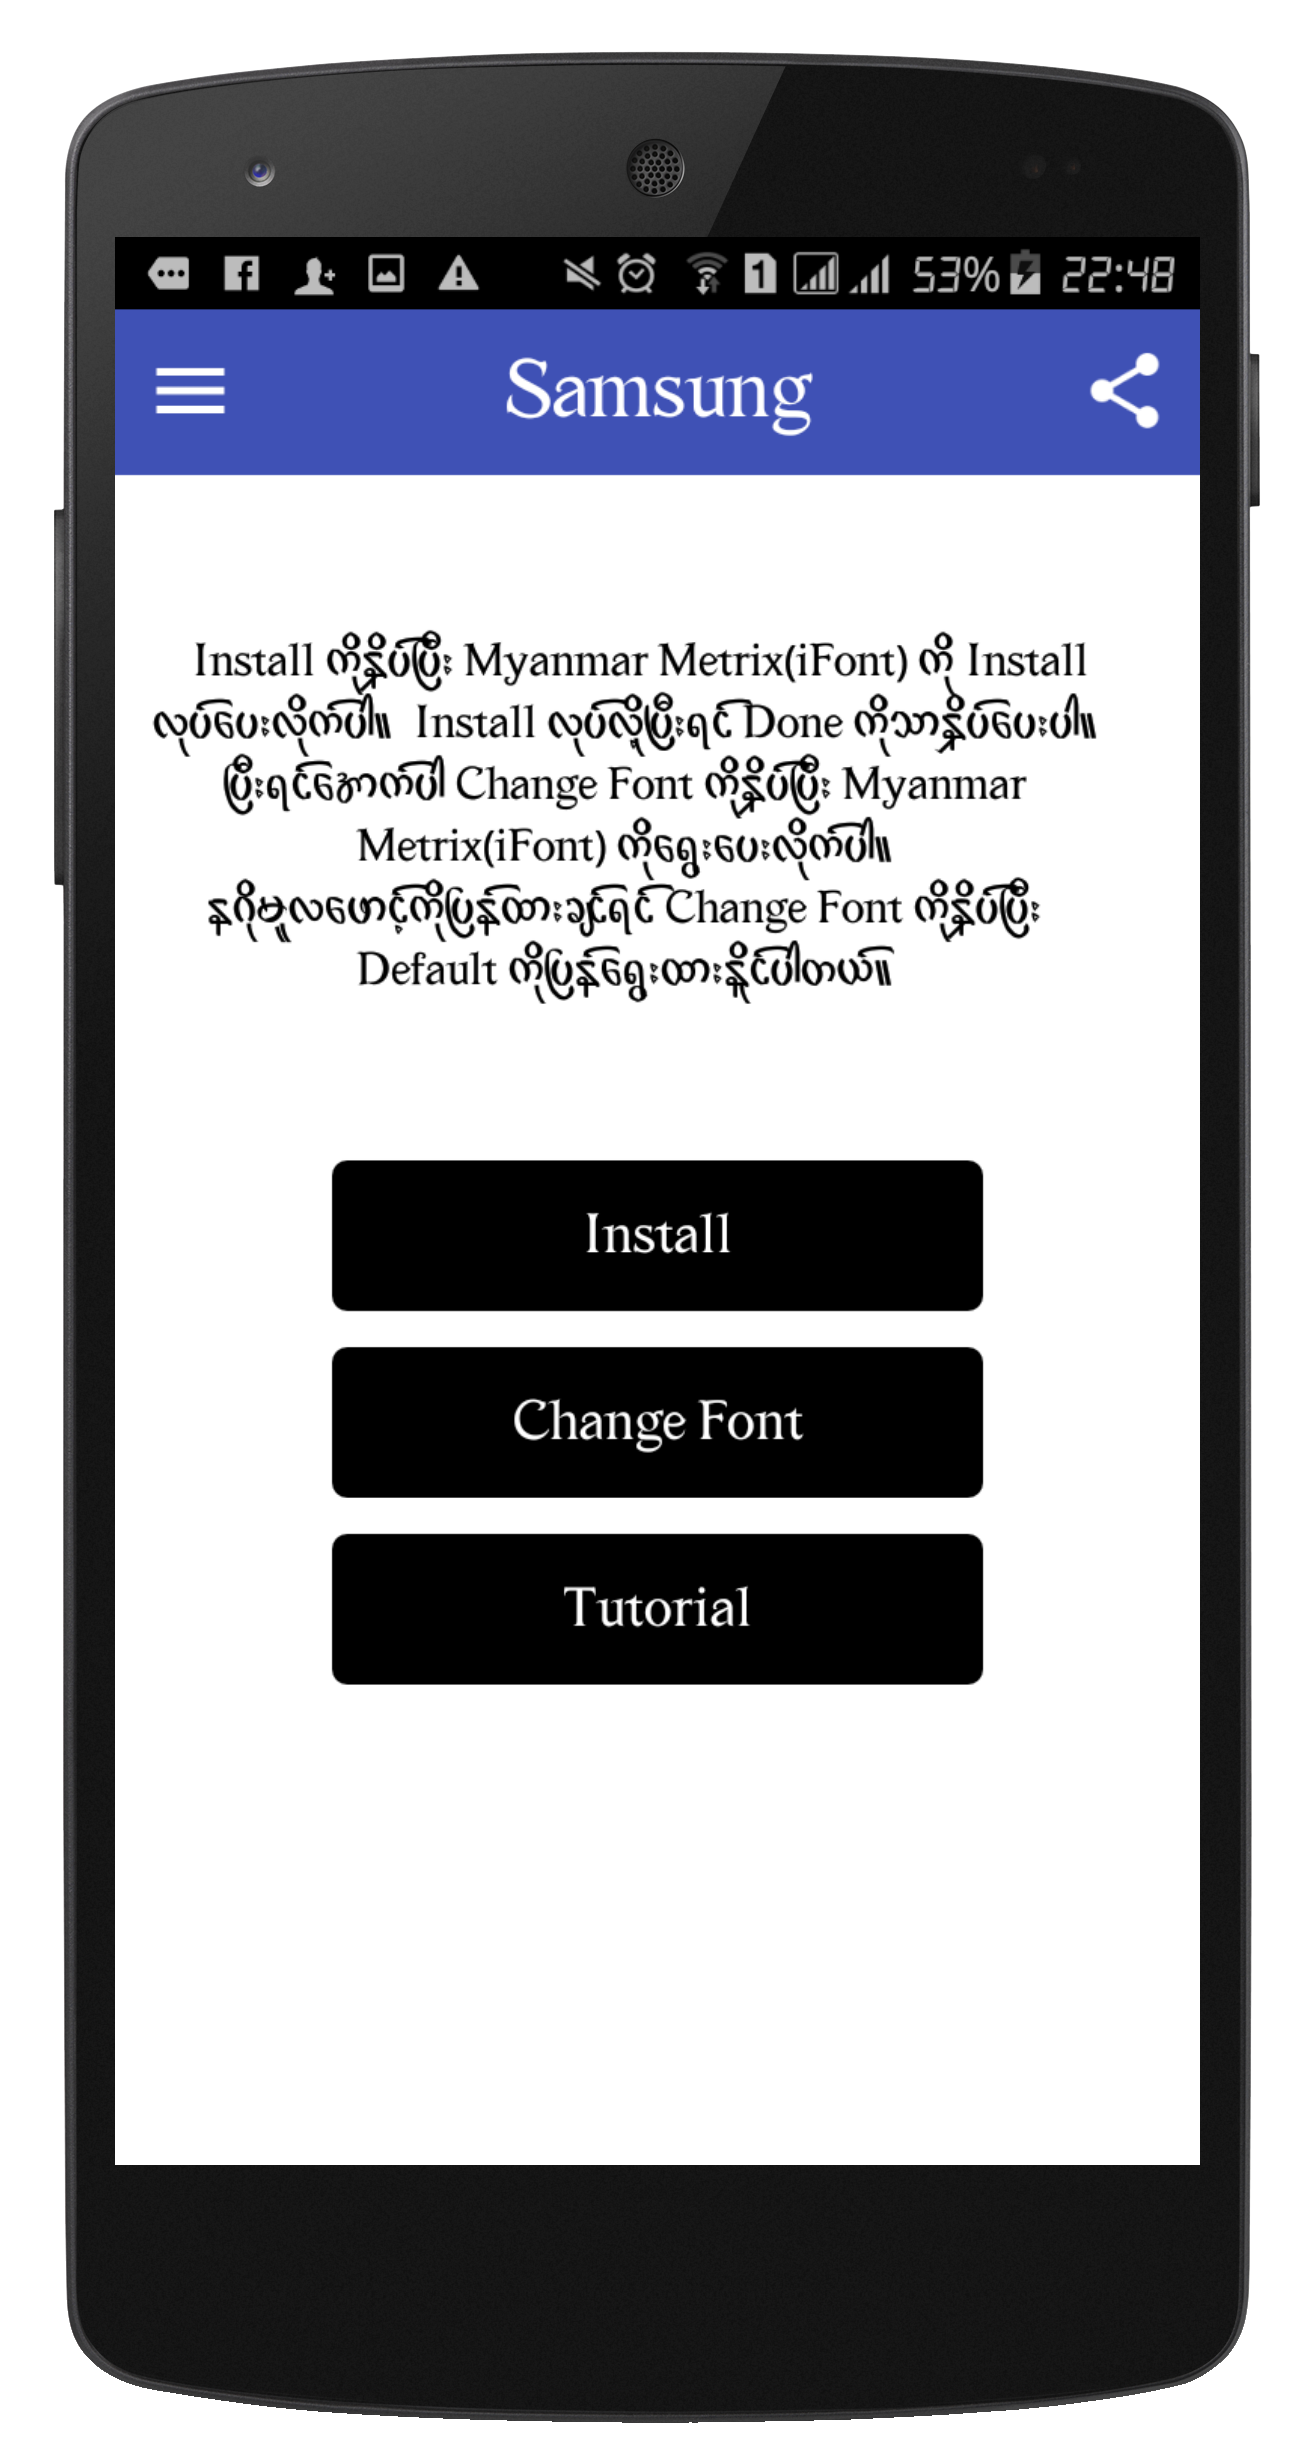 53% 22:48
Samsung
Install ကိုနှိပ်ပြီး Myanmar Metrix(iFont) ကို Install
လုပ်ပေးလိုက်ပါ။ Install လုပ်လို့ပြီးရင် Done ကိုသာနှိပ်ပေးပါ။
ပြီးရင်အောက်ပါ Change Font ကိုနှိပ်ပြီး Myanmar
Metrix(iFont) ကိုရွေးပေးလိုက်ပါ။
နဂိုမူလဖောင့်ကိုပြန်ထားချင်ရင် Change Font ကိုနှိပ်ပြီး
Default ကိုပြန်ရွေးထားနိူင်ပါတယ်။
Install
Change Font
Tutorial